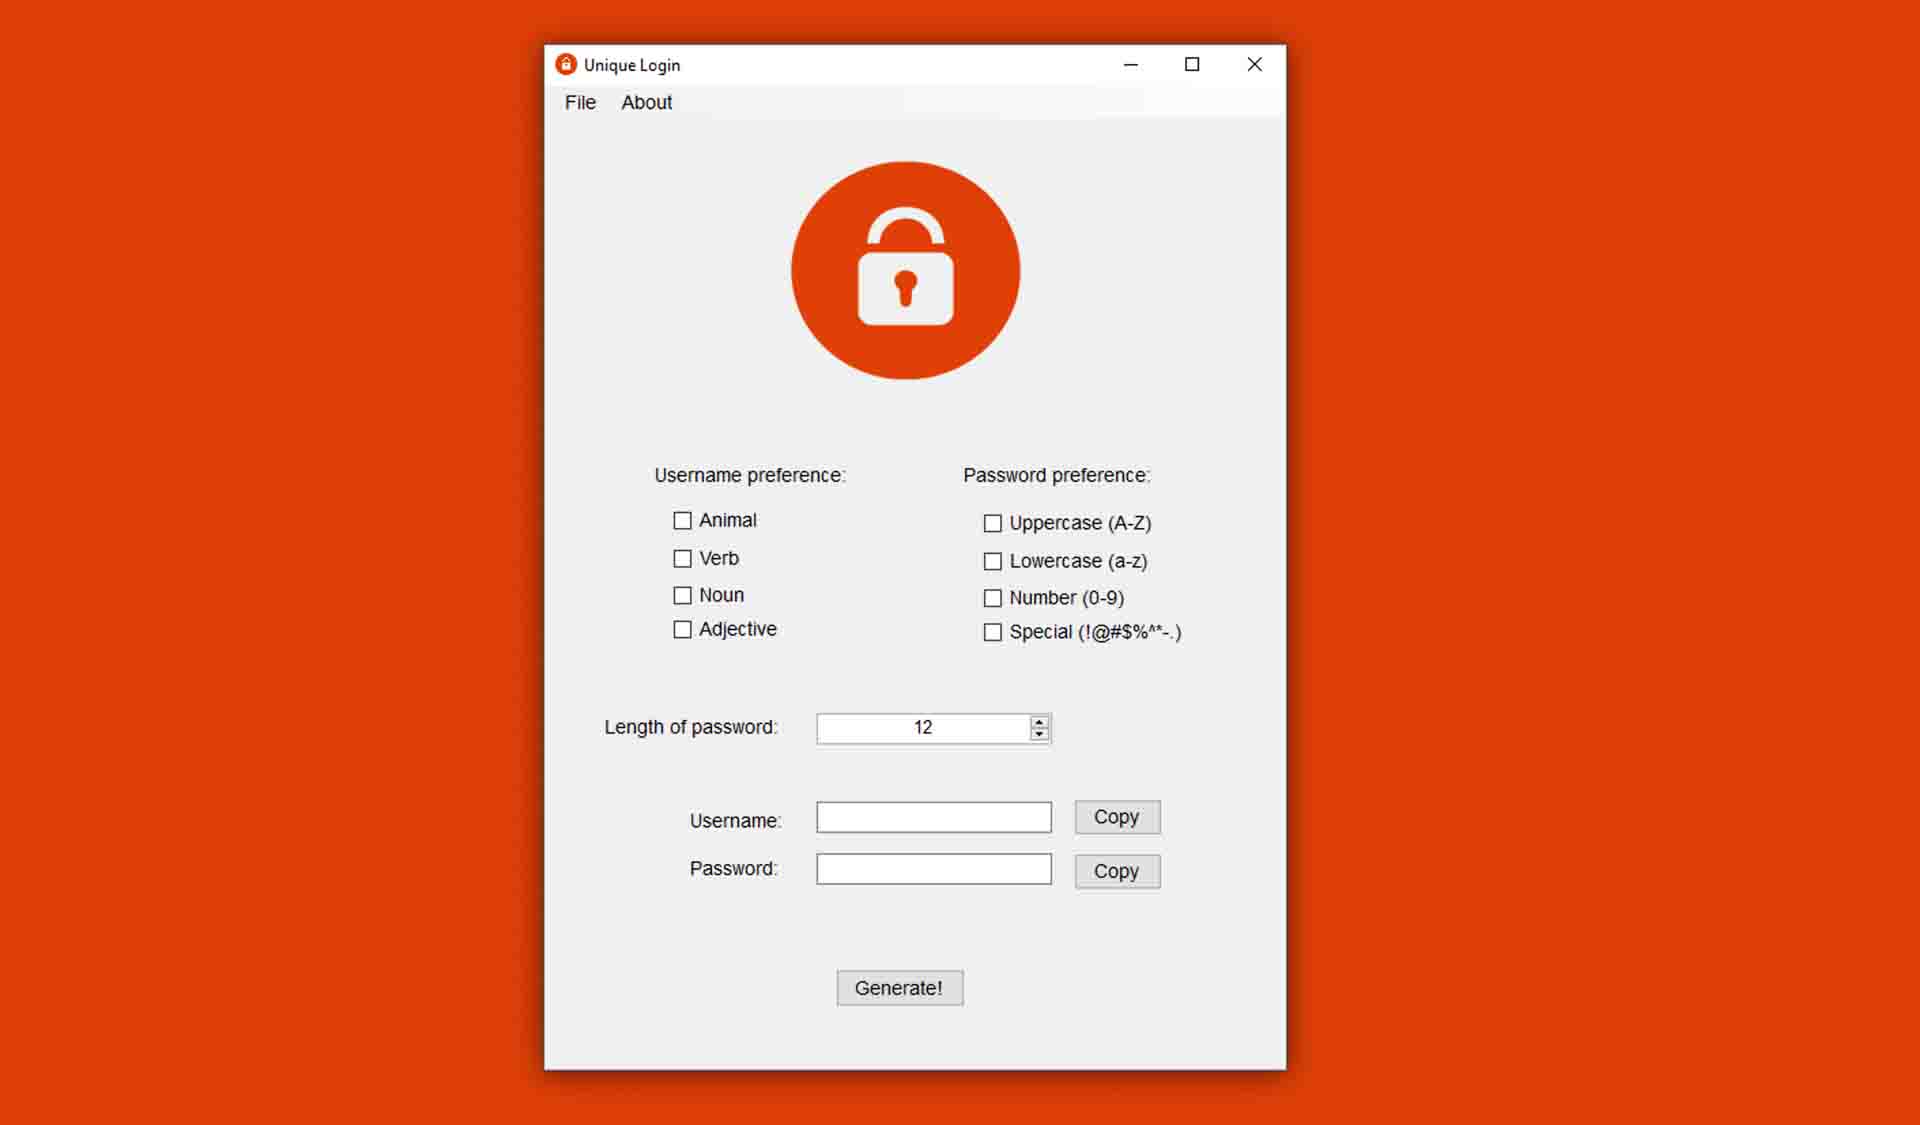 Unique Login
File About
Username preference: Password preference:
Animal Uppercase (A-Z)
Verb Lowercase (a-z)
Noun Number (0-9)
Adjective Special (!@#$%^*-.)
Length of password: 12
Username: Copy
Password: Copy
Generate!